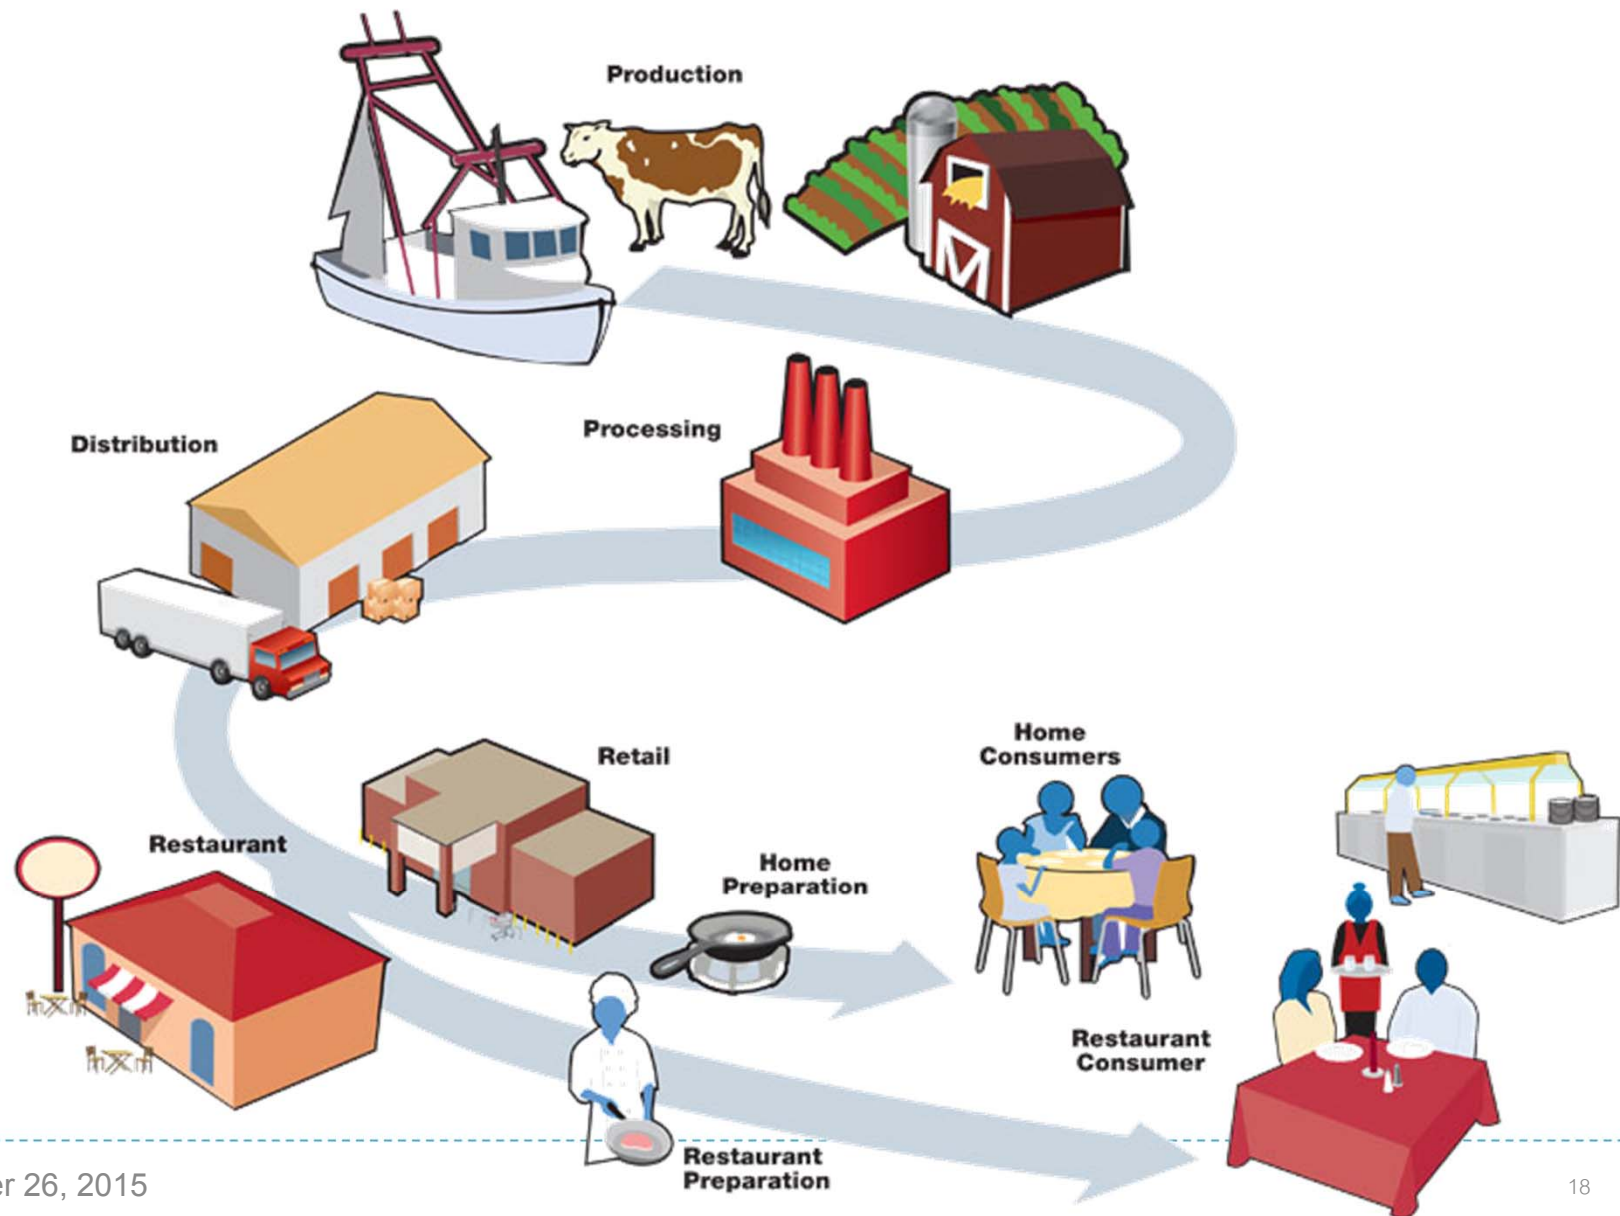 Production
Processing
Distribution
Retail
Home
Consumers
Restaurant
Home
Preparation
Restaurant
Consumer
Restaurant
Preparation
26, 2015
18